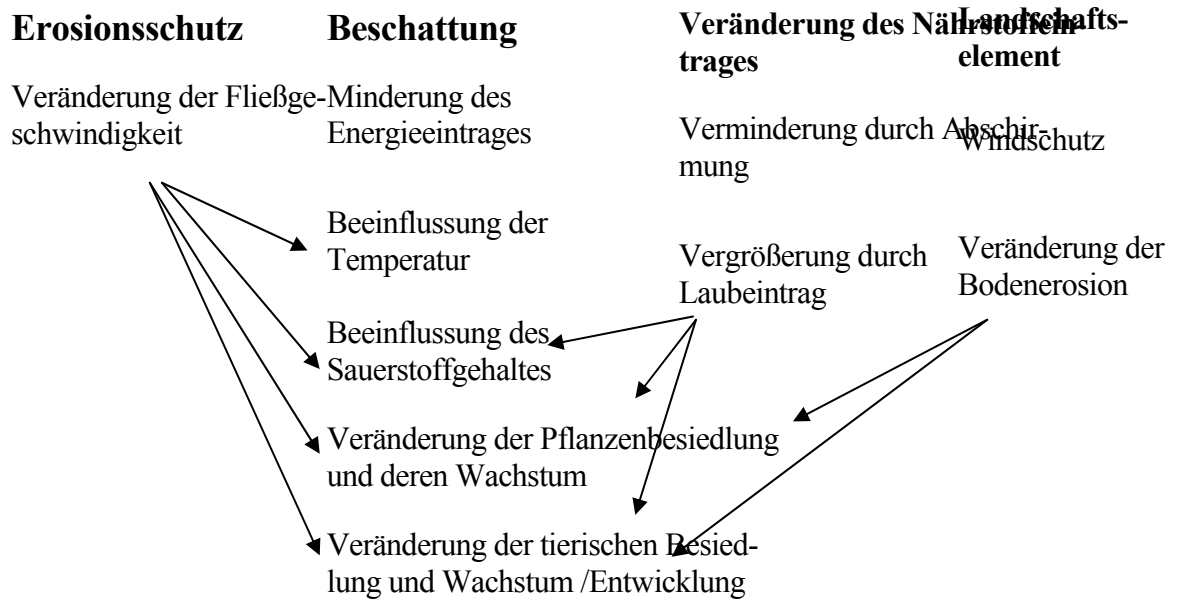 Erosionsschutz
Veränderung der Fließge-
schwindigkeit
Beschattung
Minderung des
Energieeintrages
Beeinflussung der
Temperatur
Beeinflussung des
Sauerstoffgehaltes
Veränderung der Pflanzenbesiedlung
und deren Wachstum
Veränderung der tierischen Besied-
lung und Wachstum /Entwicklung
Veränderung des Nährstoffein-
trages
Verminderung durch Abschir-
mung
Vergrößerung durch
Laubeintrag
Landschafts-
element
Windschutz
Veränderung der
Bodenerosion